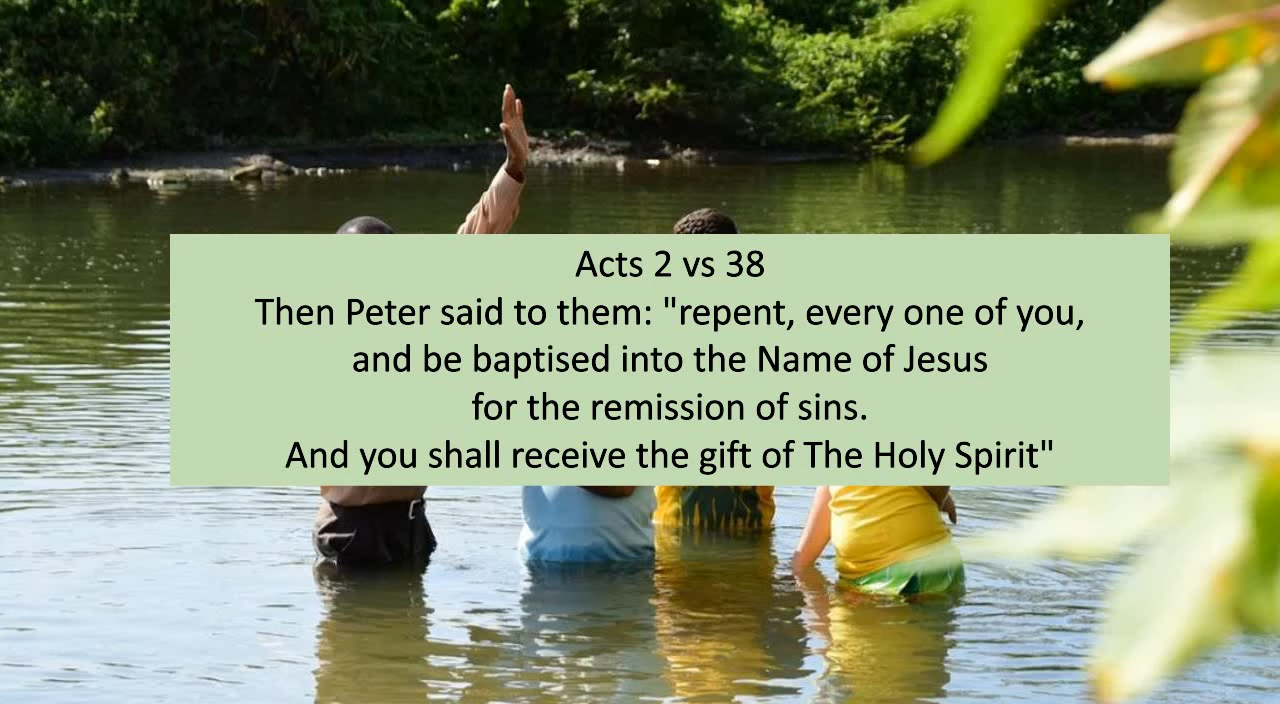 Acts 2 vs 38
Then Peter said to them: "repent, every one of you,
and be baptised into the Name of Jesus
for the remission of sins.
And you shall receive the gift of The Holy Spirit"